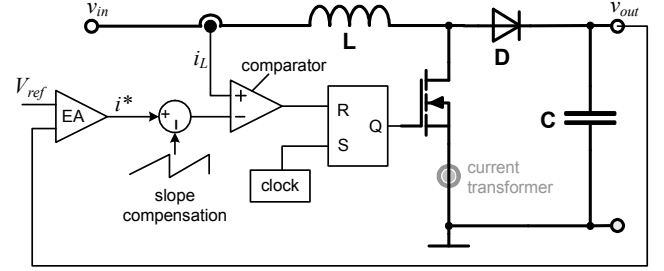 v_in
v_out
L
D
i_L
comparator
V_ref
i*
EA
+
−
+
−
R
S
Q
C
clock
current
transformer
slope
compensation